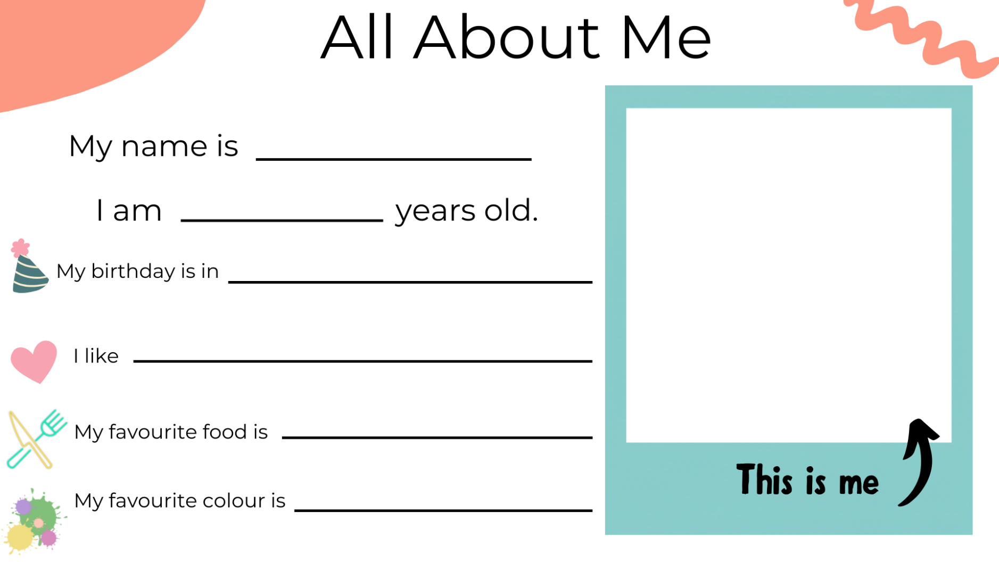 All About Me
My name is
I am years old.
My birthday is in
I like
My favourite food is
My favourite colour is
This is me